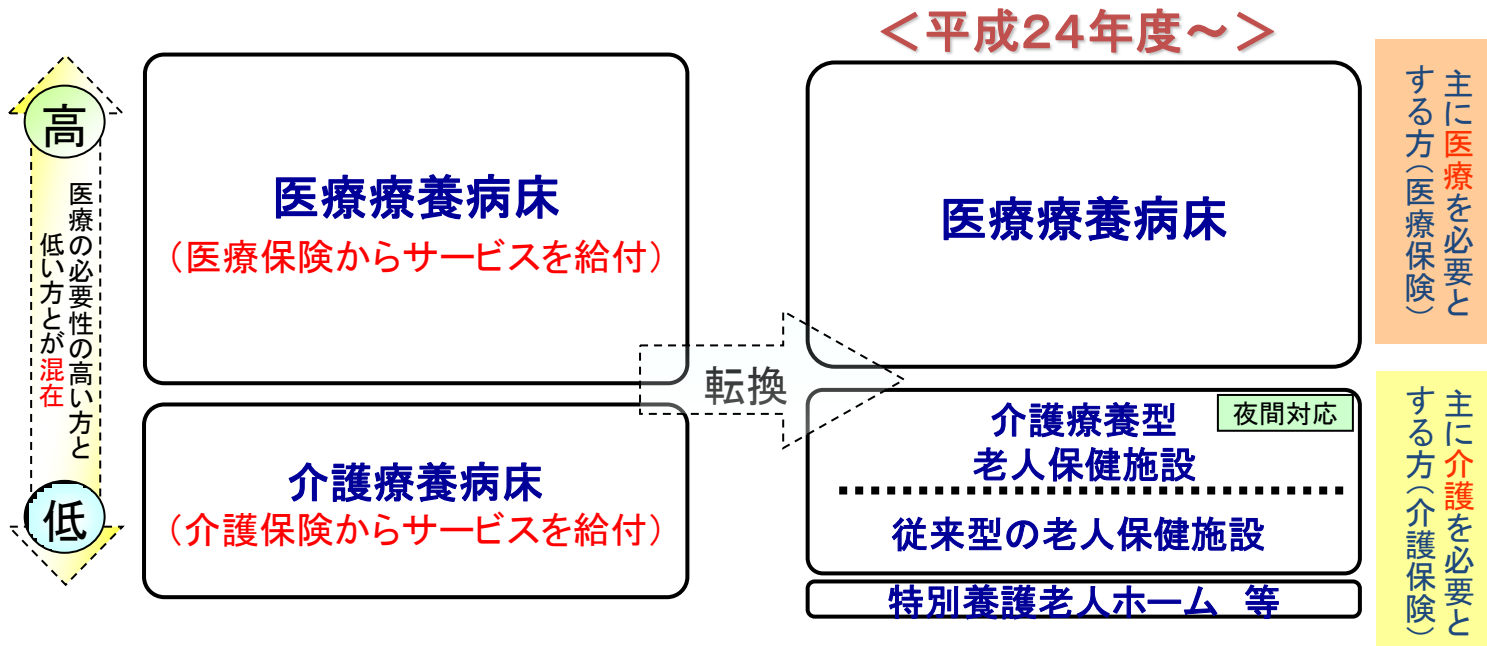 ＜平成２４年度～＞
高
医療の必要性の高い方と
低い方とが混在
低
医療療養病床
（医療保険からサービスを給付）
介護療養病床
（介護保険からサービスを給付）
転換
医療療養病床
介護療養型
老人保健施設
夜間対応
従来型の老人保健施設
特別養護老人ホーム　等
主に医療を必要と
する方（医療保険）
主に介護を必要と
する方（介護保険）